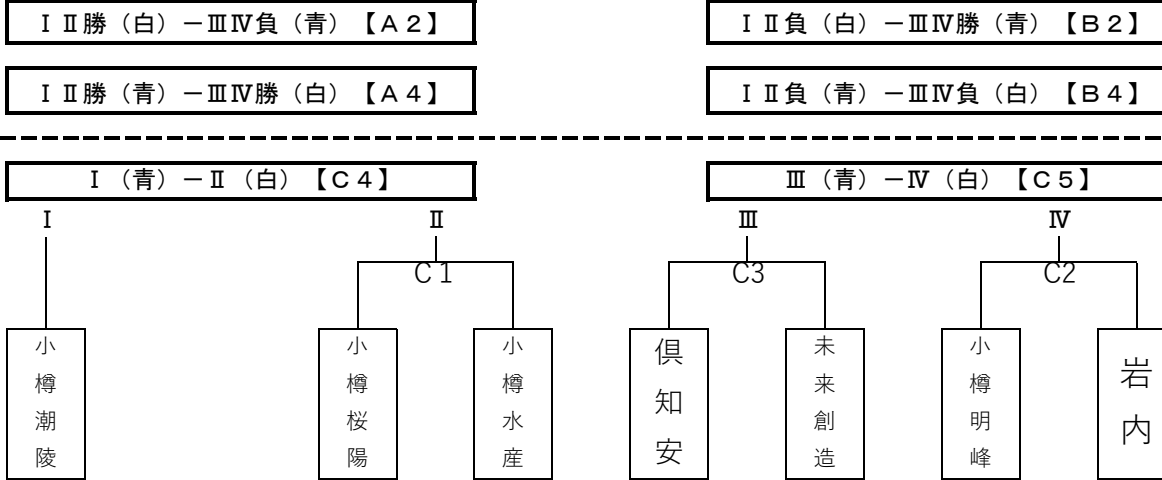 ⅠⅡ勝（白）－ⅢⅣ負（青）【Ａ２】
ⅠⅡ負（白）－ⅢⅣ勝（青）【Ｂ２】
ⅠⅡ勝（青）－ⅢⅣ勝（白）【Ａ４】
ⅠⅡ負（青）－ⅢⅣ負（白）【Ｂ４】
Ⅰ（青）－Ⅱ（白）【Ｃ４】
Ⅲ（青）－Ⅳ（白）【Ｃ５】
Ⅰ
Ⅱ
Ⅲ
Ⅳ
C１
C3
C2
小樽潮陵
小樽桜陽
小樽水産
倶知安
未来創造
小樽明峰
岩内